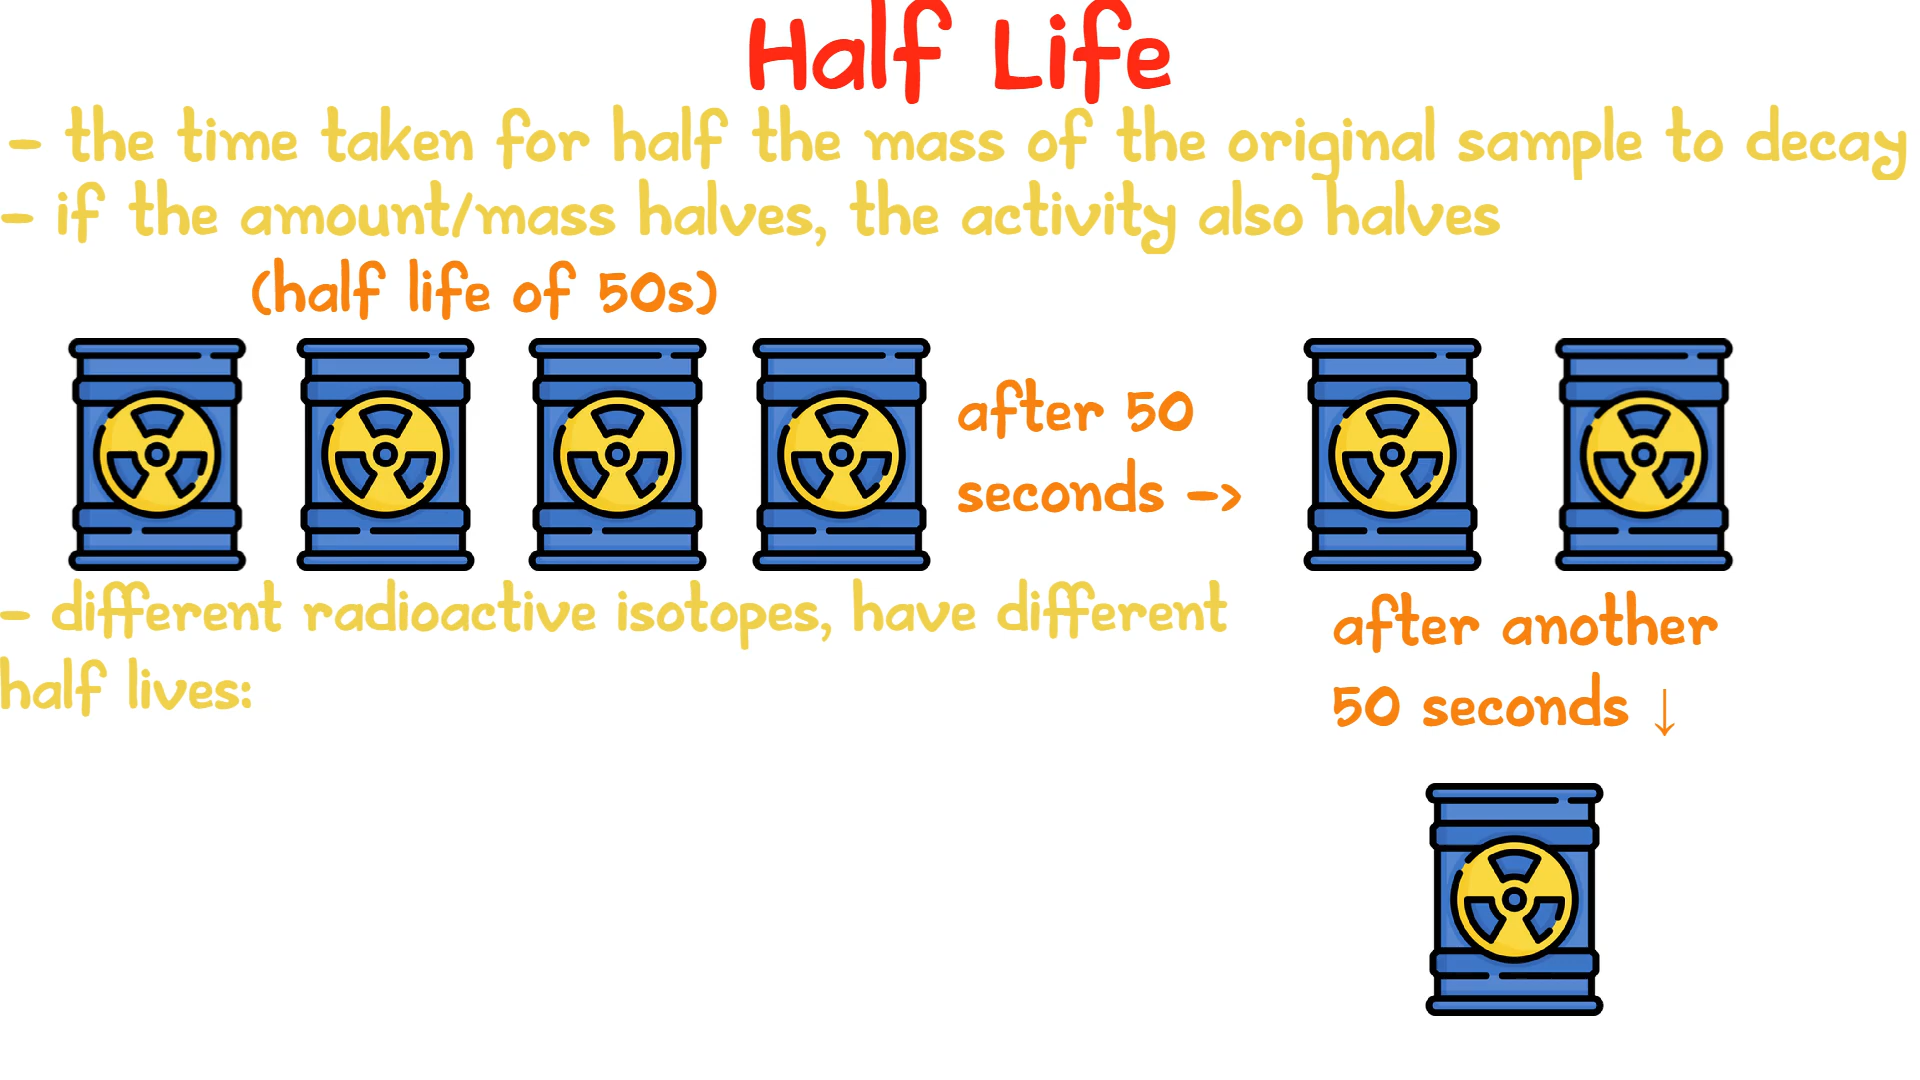 Half Life
- the time taken for half the mass of the original sample to decay
- if the amount/mass halves, the activity also halves
(half life of 50s)
after 50
seconds ->
- different radioactive isotopes, have different
half lives:
after another
50 seconds ↓